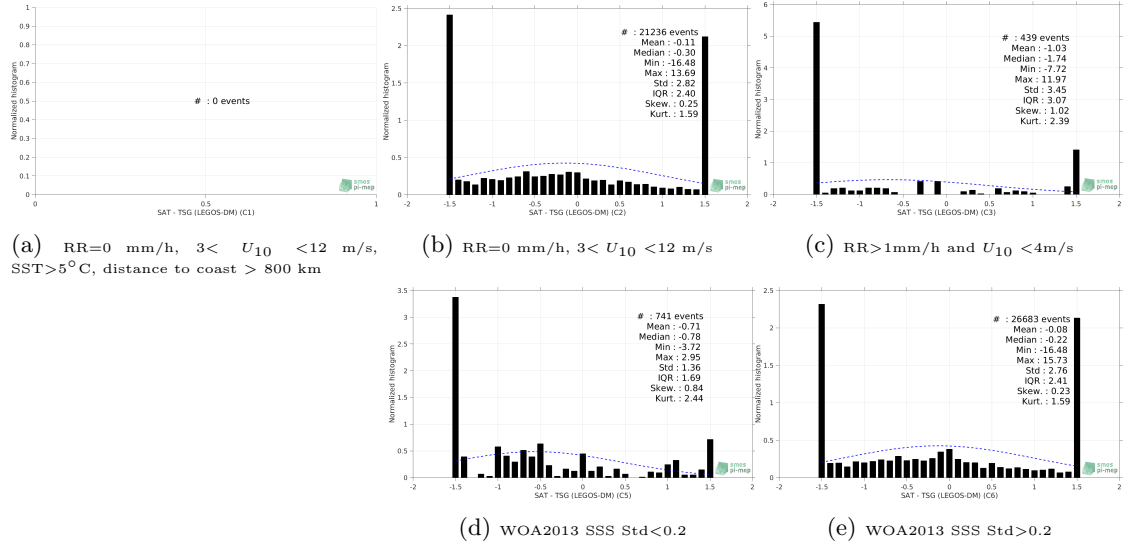 1
0.9
0.8
0.7
0.6
0.5
0.4
0.3
0.2
0.1
0
0
0.5
1
Normalized histogram
# : 0 events
smos
pi-mep
SAT - TSG (LEGOS-DM) (C1)
(a) RR=0 mm/h, 3< U10 <12 m/s,
SST>5°C, distance to coast > 800 km
2.5
2
1.5
1
0.5
0
-2
-1.5
-1
-0.5
0
0.5
1
1.5
2
Normalized histogram
# : 21236 events
Mean : -0.11
Median : -0.30
Min : -16.48
Max : 13.69
Std : 2.82
IQR : 2.40
Skew. : 0.25
Kurt. : 1.59
smos
pi-mep
SAT - TSG (LEGOS-DM) (C2)
(b) RR=0 mm/h, 3< U10 <12 m/s
6
5
4
3
2
1
0
-2
-1.5
-1
-0.5
0
0.5
1
1.5
2
Normalized histogram
# : 439 events
Mean : -1.03
Median : -1.74
Min : -7.72
Max : 11.97
Std : 3.45
IQR : 3.07
Skew. : 1.02
Kurt. : 2.39
smos
pi-mep
SAT - TSG (LEGOS-DM) (C3)
(c) RR>1mm/h and U10 <4m/s
3.5
3
2.5
2
1.5
1
0.5
0
-2
-1.5
-1
-0.5
0
0.5
1
1.5
2
Normalized histogram
# : 741 events
Mean : -0.71
Median : -0.78
Min : -3.72
Max : 2.95
Std : 1.36
IQR : 1.69
Skew. : 0.84
Kurt. : 2.44
smos
pi-mep
SAT - TSG (LEGOS-DM) (C5)
(d) WOA2013 SSS Std<0.2
2.5
2
1.5
1
0.5
0
-2
-1.5
-1
-0.5
0
0.5
1
1.5
2
Normalized histogram
# : 26683 events
Mean : -0.08
Median : -0.22
Min : -16.48
Max : 15.73
Std : 2.76
IQR : 2.41
Skew. : 0.23
Kurt. : 1.59
smos
pi-mep
SAT - TSG (LEGOS-DM) (C6)
(e) WOA2013 SSS Std>0.2